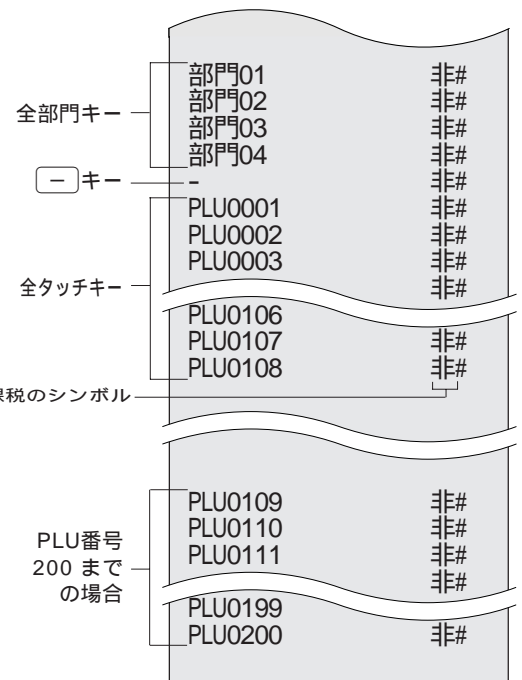 部門01 非#
部門02 非#
全部門キー 部門03 非#
部門04 非#
－ キー - 非#
PLU0001 非#
PLU0002 非#
PLU0003 非#
全タッチキー 非#
PLU0106
PLU0107 非#
PLU0108 非#
税のシンボル
PLU0109 非#
PLU番号 PLU0110 非#
200 まで PLU0111 非#
の場合 非#
PLU0199
PLU0200 非#